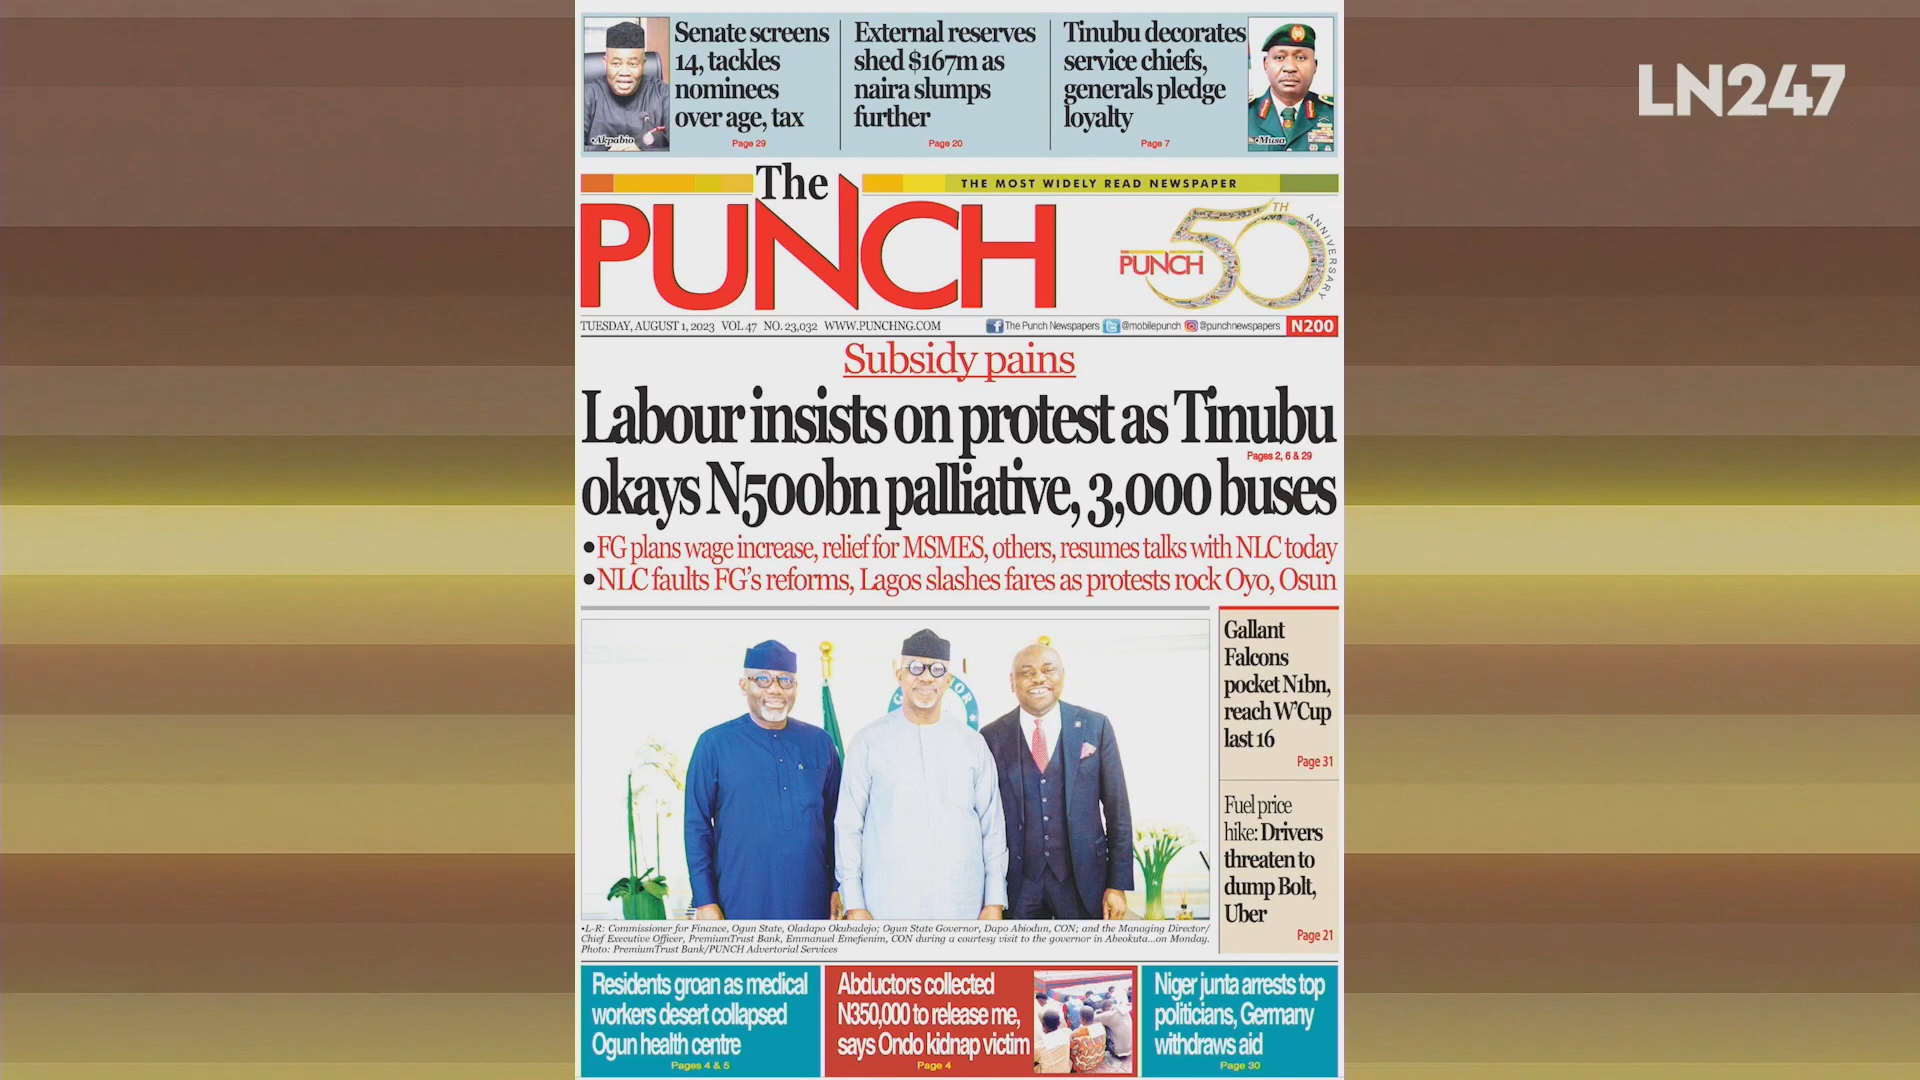 Senate screens
14, tackles
nominees
over age, tax
Page 29
•Akpabio
External reserves
shed $167m as
naira slumps
further
Page 20
Tinubu decorates
service chiefs,
generals pledge
loyalty
Page 7
•Musa
LN247
The
PUNCH
THE MOST WIDELY READ NEWSPAPER
PUNCH
50TH
ANNIVERSARY
TUESDAY, AUGUST 1, 2023 VOL 47 NO. 23,032 WWW.PUNCHNG.COM
The Punch Newspapers @mobilepunch @punchnewspapers N200
Subsidy pains
Labour insists on protest as Tinubu
Pages 2, 6 & 29
okays N500bn palliative, 3,000 buses
•FG plans wage increase, relief for MSMES, others, resumes talks with NLC today
•NLC faults FG's reforms, Lagos slashes fares as protests rock Oyo, Osun
•L-R: Commissioner for Finance, Ogun State, Oladapo Okubadejo; Ogun State Governor, Dapo Abiodun, CON; and the Managing Director/
Chief Executive Officer, PremiumTrust Bank, Emmanuel Emefienim, CON during a courtesy visit to the governor in Abeokuta...on Monday.
Photo: PremiumTrust Bank/PUNCH Advertorial Services
Gallant
Falcons
pocket N1bn,
reach W'Cup
last 16
Page 31
Fuel price
hike: Drivers
threaten to
dump Bolt,
Uber
Page 21
Residents groan as medical
workers desert collapsed
Ogun health centre
Pages 4 & 5
Abductors collected
N350,000 to release me,
says Ondo kidnap victim
Page 4
Niger junta arrests top
politicians, Germany
withdraws aid
Page 30